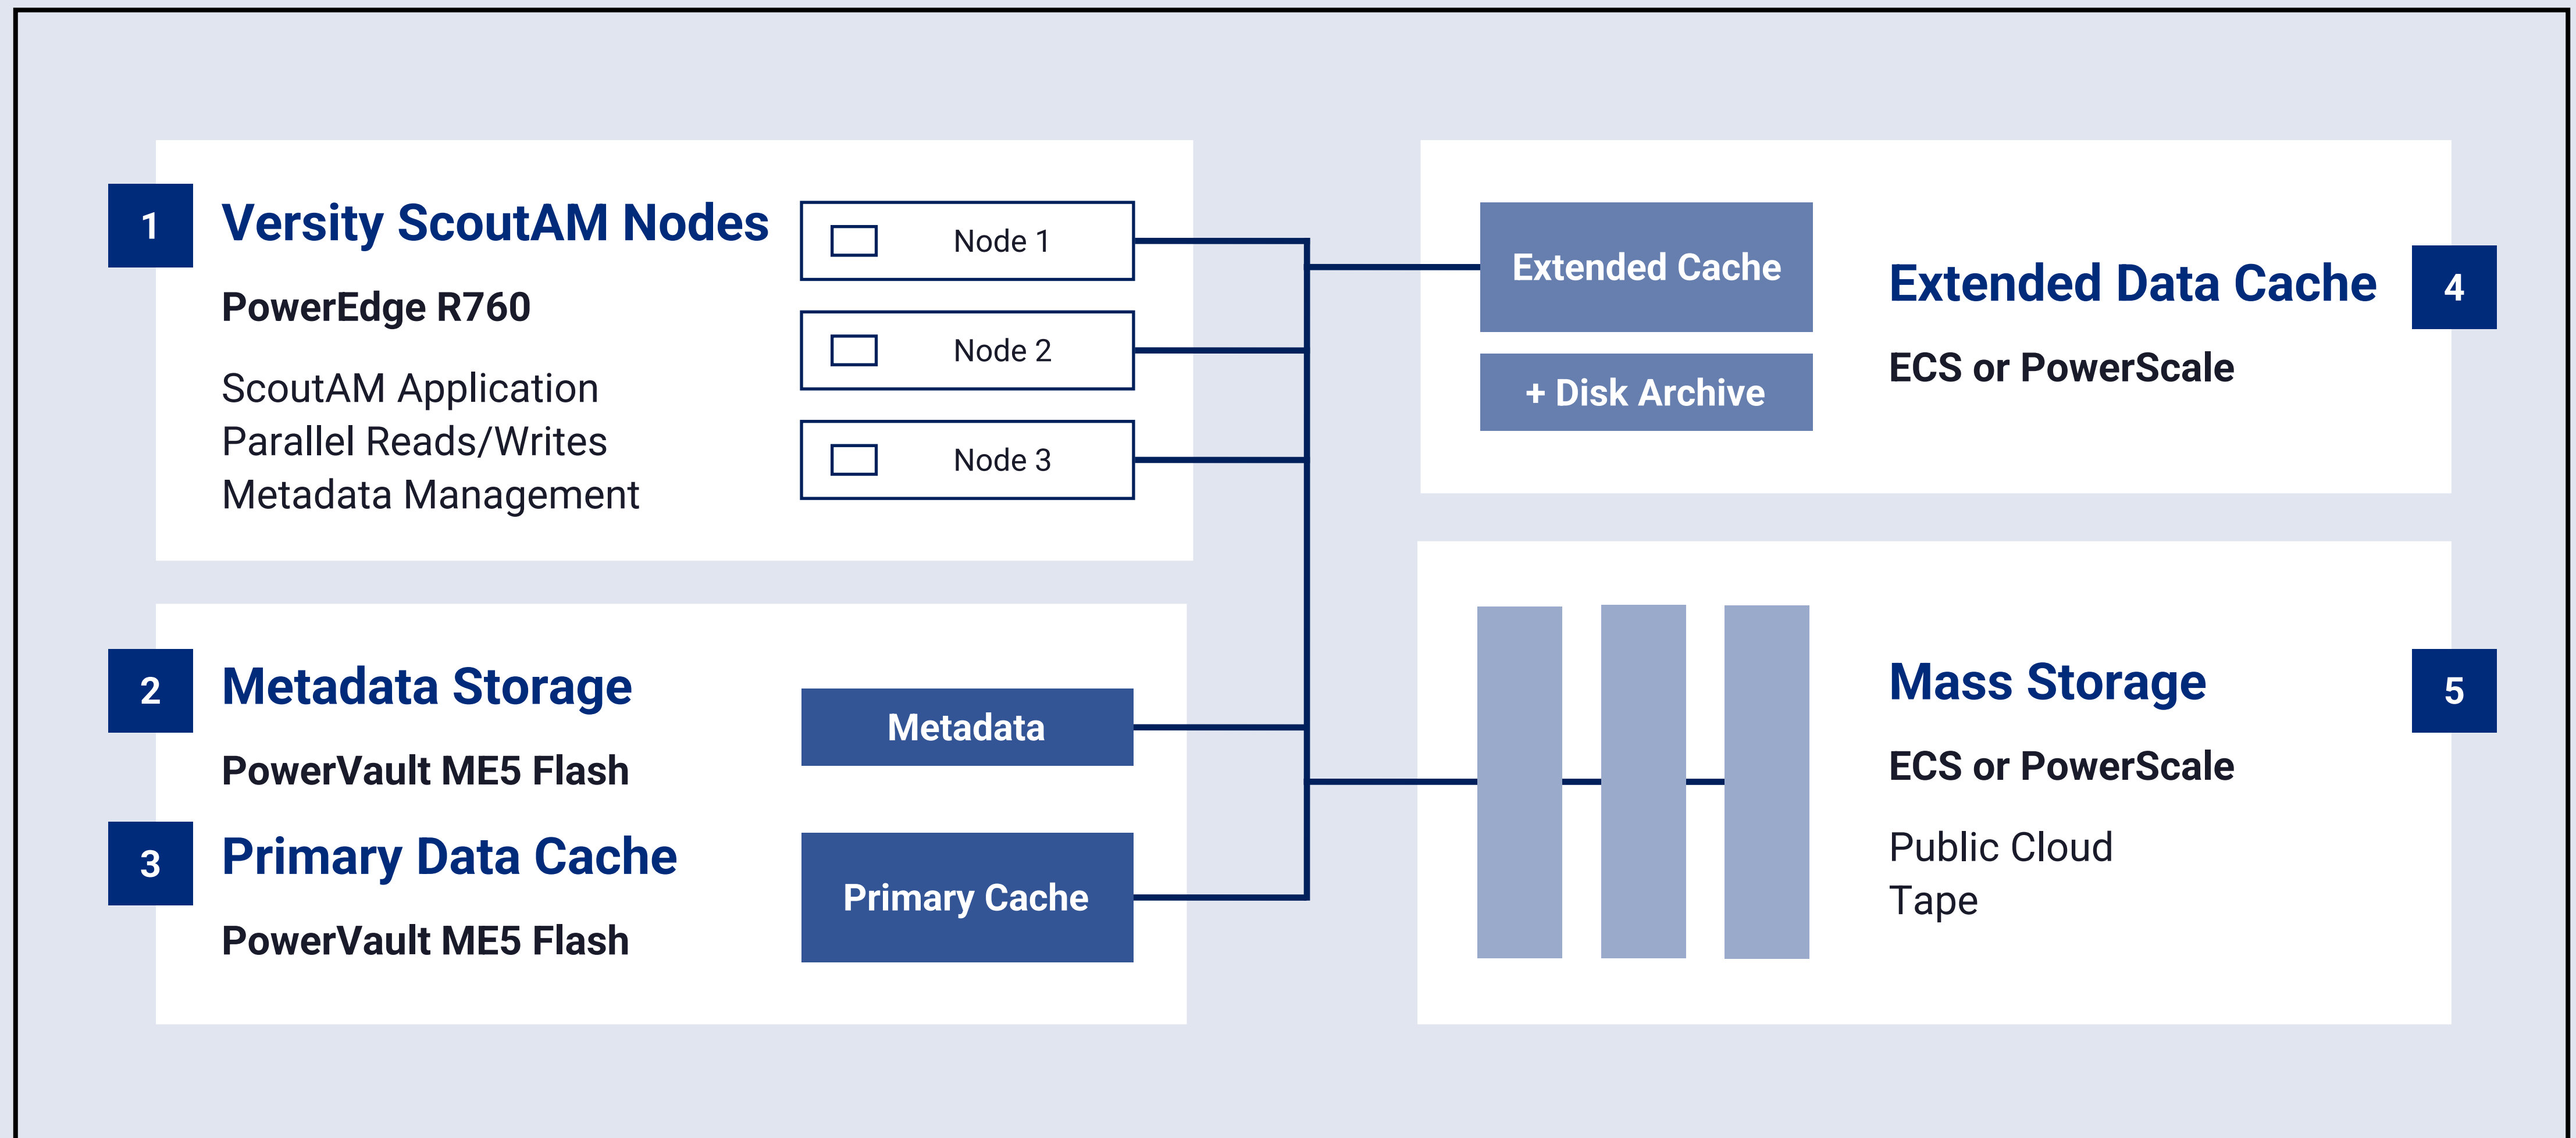 1
Versity ScoutAM Nodes
PowerEdge R760
ScoutAM Application
Parallel Reads/Writes
Metadata Management
Node 1
Node 2
Node 3
2
Metadata Storage
PowerVault ME5 Flash
Metadata
3
Primary Data Cache
PowerVault ME5 Flash
Primary Cache
Extended Cache
+ Disk Archive
Extended Data Cache
4
ECS or PowerScale
Mass Storage
5
ECS or PowerScale
Public Cloud
Tape